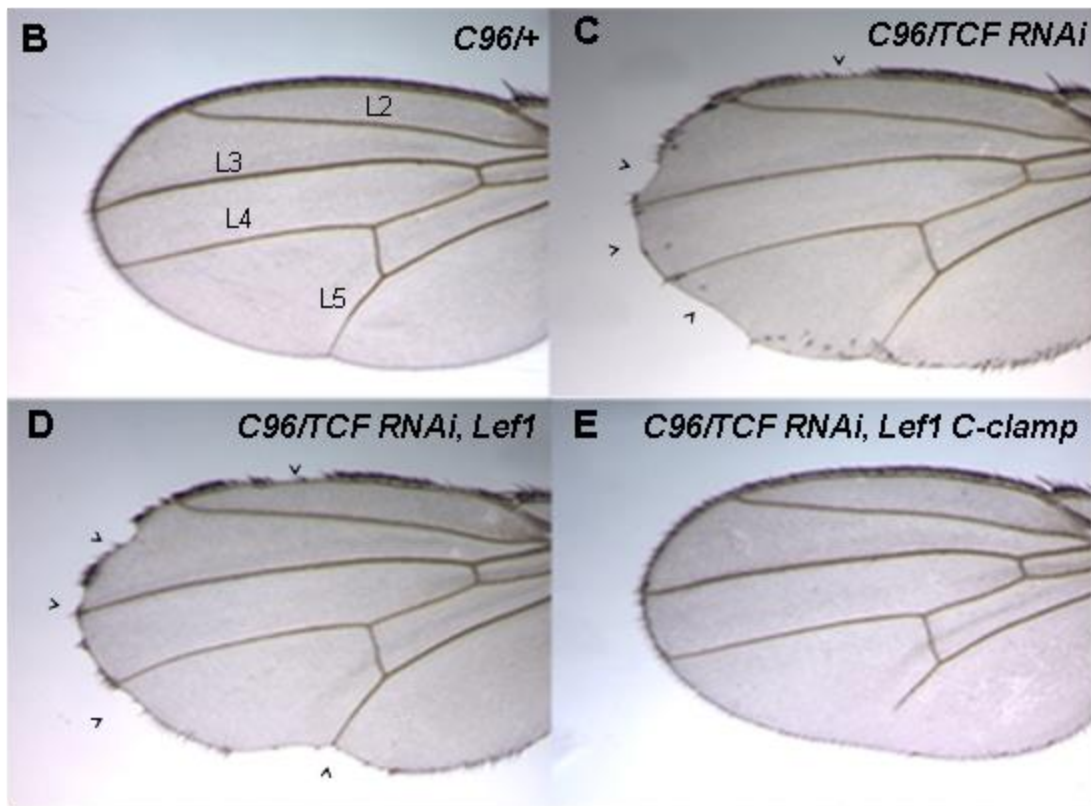 B
C96/+
L2
L3
L4
L5
C
C96/TCF RNAi
D
C96/TCF RNAi, Lef1
E
C96/TCF RNAi, Lef1 C-clamp